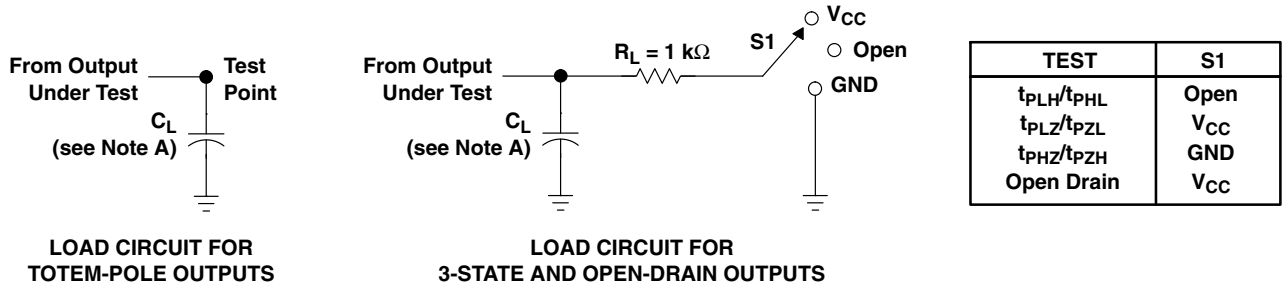 From Output
Under Test
Test
Point
C_L
(see Note A)
LOAD CIRCUIT FOR
TOTEM-POLE OUTPUTS
From Output
Under Test
C_L
(see Note A)
R_L = 1 kΩ
S1
V_CC
Open
GND
LOAD CIRCUIT FOR
3-STATE AND OPEN-DRAIN OUTPUTS
TEST S1
t_PLH/t_PHL Open
t_PLZ/t_PZL V_CC
t_PHZ/t_PZH GND
Open Drain V_CC